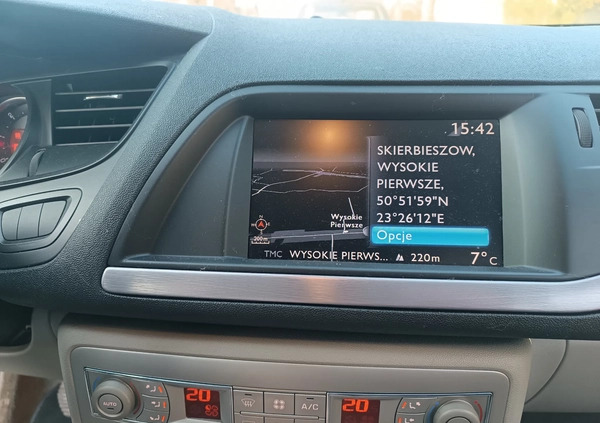 15:42
SKIERBIESZOW,
WYSOKIE
PIERWSZE,
50°51'59"N
23°26'12"E
Opcje
Wysokie
Pierwsze
200m
TMC WYSOKIE PIERWS... 220m 7°C
20
A/C
20
AUTO